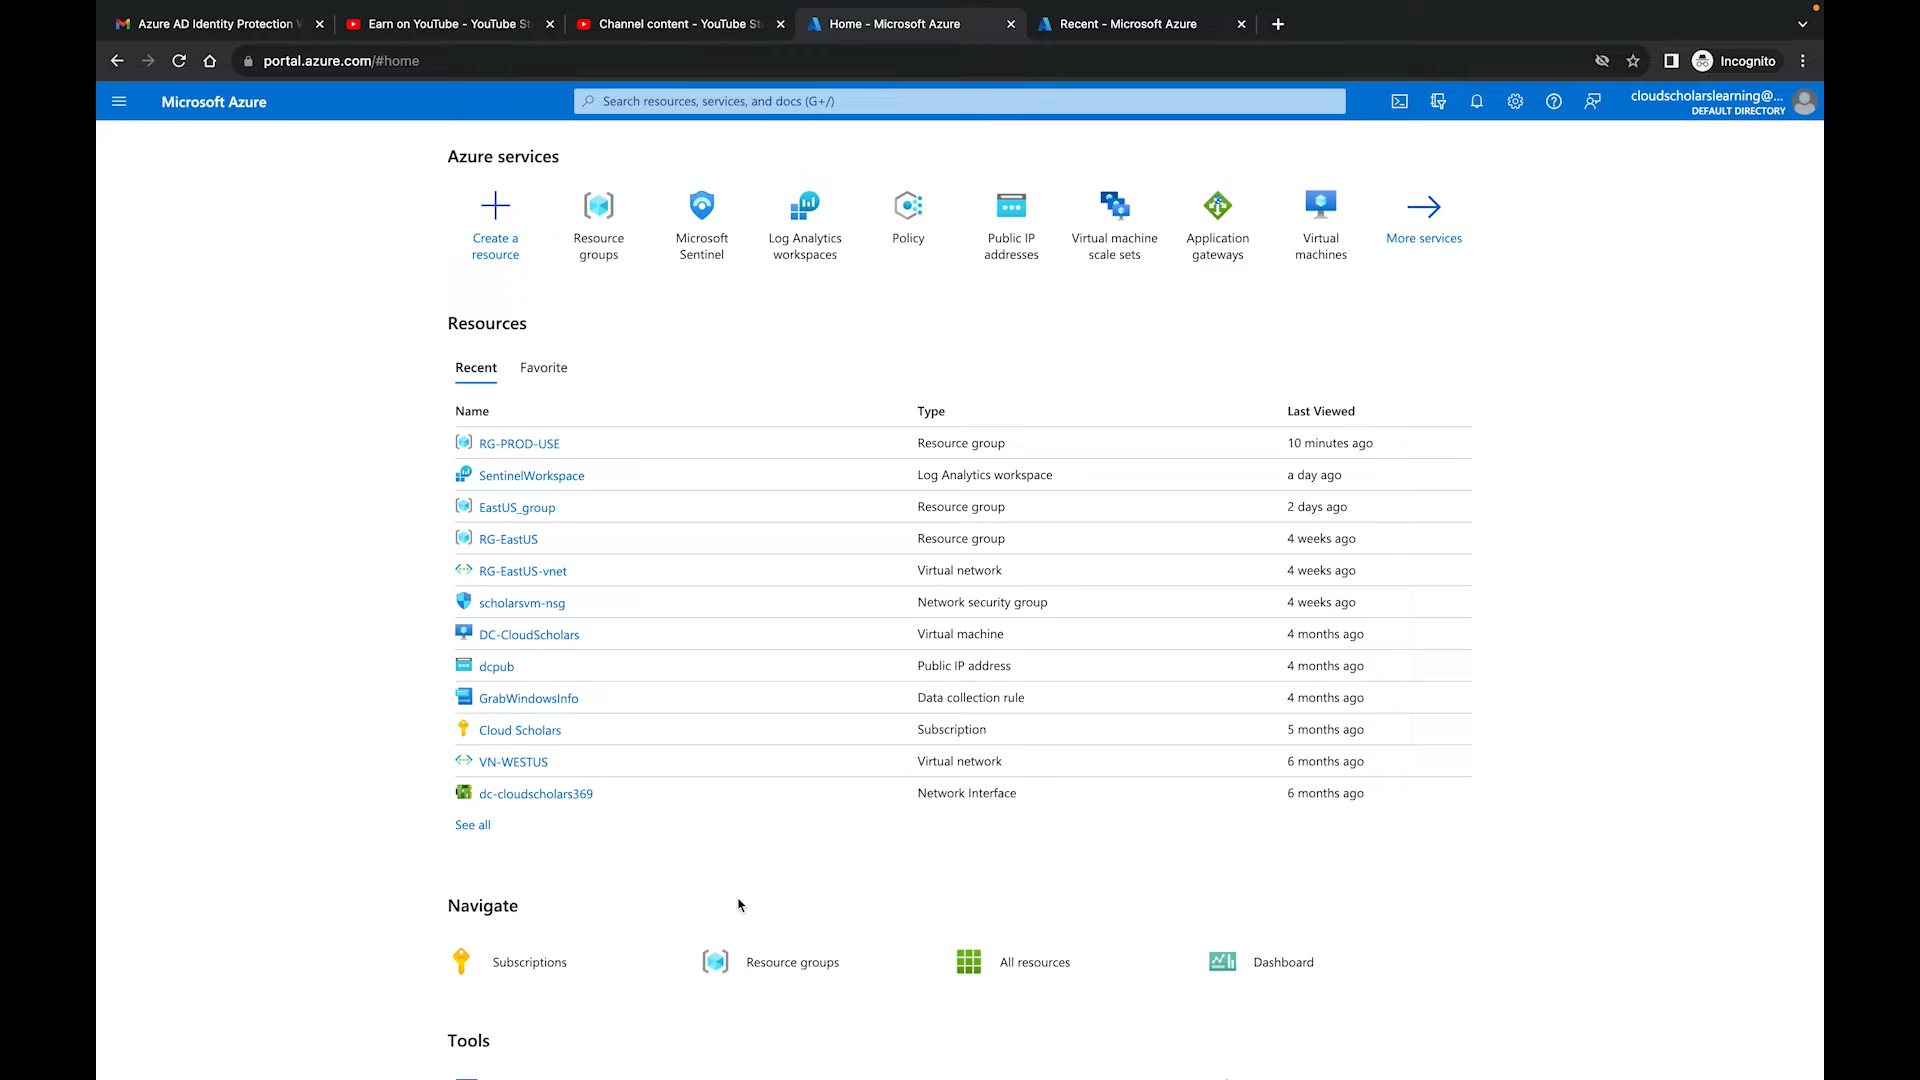 Azure AD Identity Protection
Earn on YouTube - YouTube St
Channel content - YouTube St
Home - Microsoft Azure
Recent - Microsoft Azure
portal.azure.com/#home
Incognito
Microsoft Azure
Search resources, services, and docs (G+/)
cloudscholarslearning@...
DEFAULT DIRECTORY
Azure services
Create a
resource
Resource
groups
Microsoft
Sentinel
Log Analytics
workspaces
Policy
Public IP
addresses
Virtual machine
scale sets
Application
gateways
Virtual
machines
More services
Resources
Recent Favorite
Name Type Last Viewed
RG-PROD-USE Resource group 10 minutes ago
SentinelWorkspace Log Analytics workspace a day ago
EastUS_group Resource group 2 days ago
RG-EastUS Resource group 4 weeks ago
RG-EastUS-vnet Virtual network 4 weeks ago
scholarsvm-nsg Network security group 4 weeks ago
DC-CloudScholars Virtual machine 4 months ago
dcpub Public IP address 4 months ago
GrabWindowsInfo Data collection rule 4 months ago
Cloud Scholars Subscription 5 months ago
VN-WESTUS Virtual network 6 months ago
dc-cloudscholars369 Network Interface 6 months ago
See all
Navigate
Subscriptions Resource groups All resources Dashboard
Tools